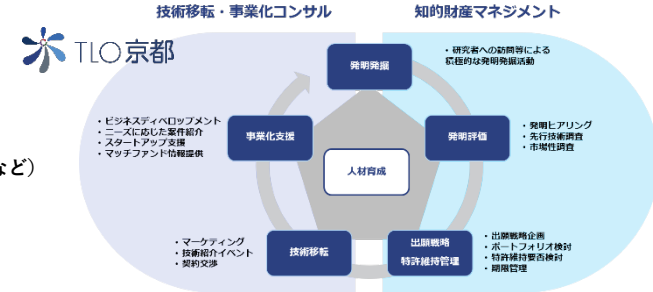 技術移転・事業化コンサル
知的財産マネジメント
TLO京都
発明発掘
・研究者への訪問等による
積極的な発明発掘活動
・ビジネスディベロップメント
・ニーズに応じた案件紹介
・スタートアップ支援
・マッチファンド情報提供
事業化支援
発明評価
・発明ヒアリング
・先行技術調査
・市場性調査
など）
人材育成
・マーケティング
・技術紹介イベント
・契約交渉
技術移転
出願戦略
特許維持管理
・出願戦略企画
・ポートフォリオ検討
・特許維持要否検討
・期限管理